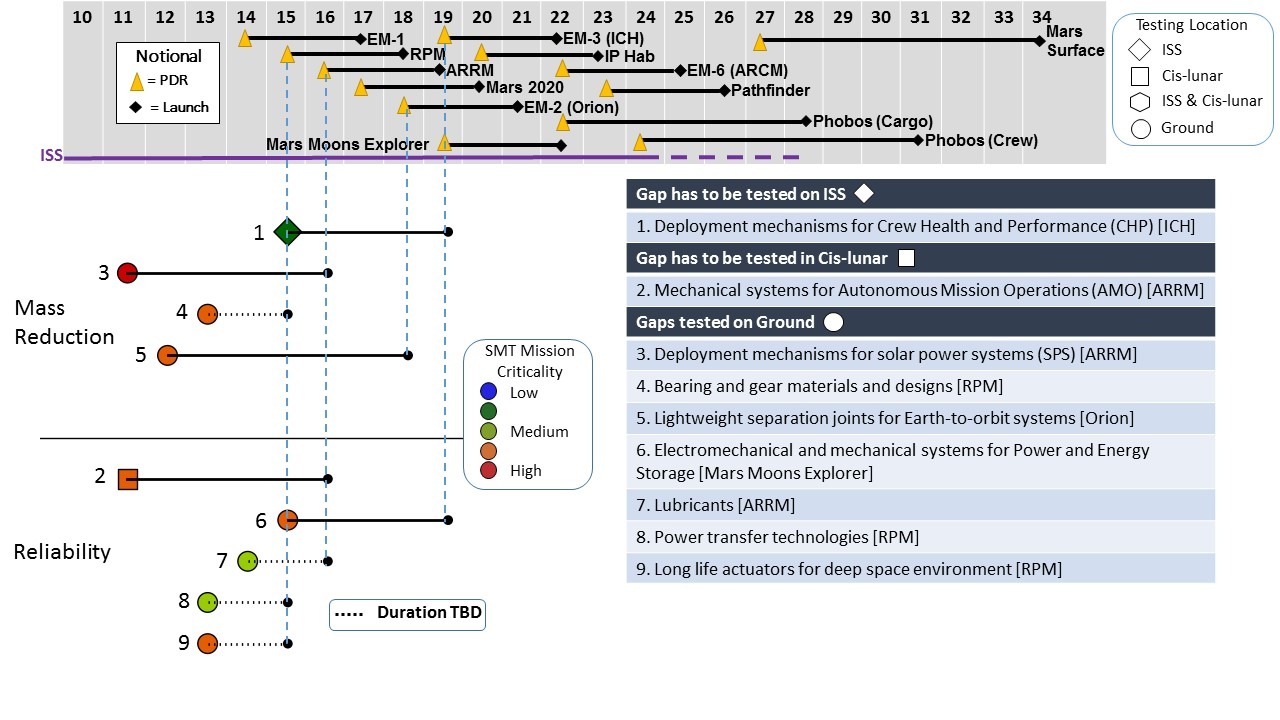 10 11 12 13 14 15 16 17 18 19 20 21 22 23 24 25 26 27 28 29 30 31 32 33 34
Notional
= PDR
= Launch
EM-1
RPM
ARRM
Mars 2020
EM-2 (Orion)
Mars Moons Explorer
EM-3 (ICH)
IP Hab
EM-6 (ARCM)
Pathfinder
Phobos (Cargo)
Phobos (Crew)
Mars
Surface
ISS
Testing Location
ISS
Cis-lunar
ISS & Cis-lunar
Ground
Mass
Reduction
1
3
4
5
Reliability
2
6
7
8
9
SMT Mission
Criticality
Low
Medium
High
Duration TBD
Gap has to be tested on ISS
1. Deployment mechanisms for Crew Health and Performance (CHP) [ICH]
Gap has to be tested in Cis-lunar
2. Mechanical systems for Autonomous Mission Operations (AMO) [ARRM]
Gaps tested on Ground
3. Deployment mechanisms for solar power systems (SPS) [ARRM]
4. Bearing and gear materials and designs [RPM]
5. Lightweight separation joints for Earth-to-orbit systems [Orion]
6. Electromechanical and mechanical systems for Power and Energy
Storage [Mars Moons Explorer]
7. Lubricants [ARRM]
8. Power transfer technologies [RPM]
9. Long life actuators for deep space environment [RPM]